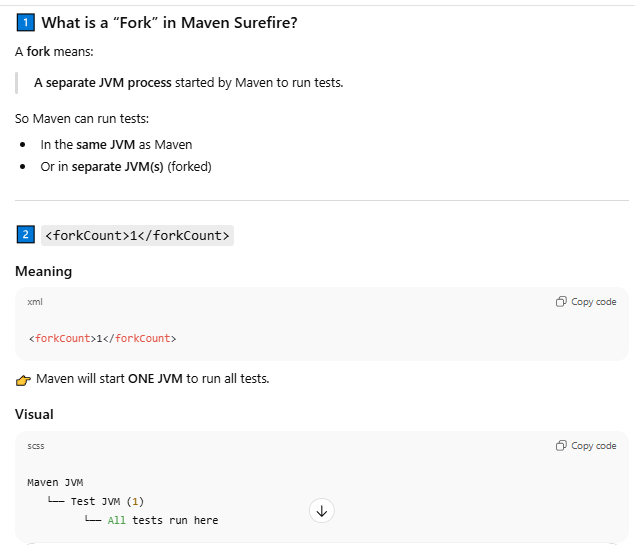 1 What is a “Fork” in Maven Surefire?
A fork means:
A separate JVM process started by Maven to run tests.
So Maven can run tests:
• In the same JVM as Maven
• Or in separate JVM(s) (forked)
2 <forkCount>1</forkCount>
Meaning
xml
Copy code
<forkCount>1</forkCount>
👉 Maven will start ONE JVM to run all tests.
Visual
scss
Copy code
Maven JVM
└── Test JVM (1)
└── All tests run here